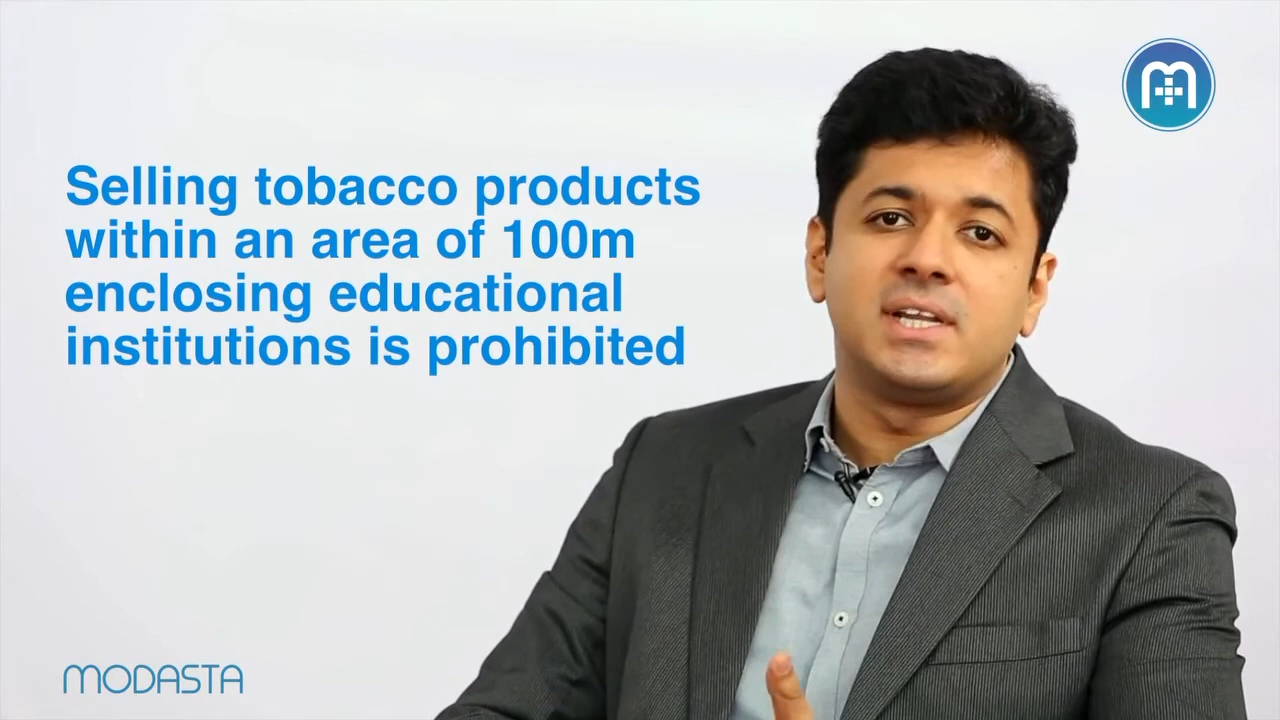 Selling tobacco products
within an area of 100m
enclosing educational
institutions is prohibited
MODASTA